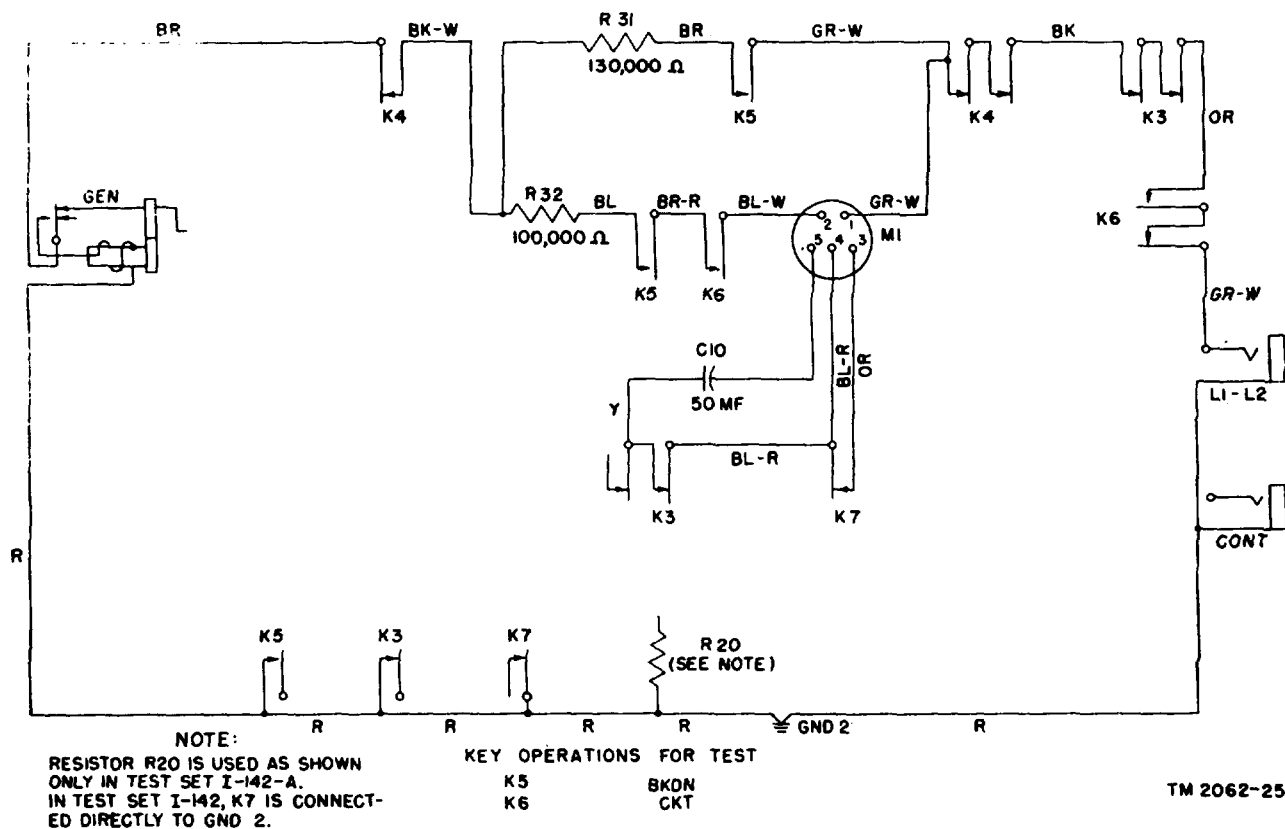 BR
BK-W
R 31
BR
GR-W
BK
130,000 Ω
K4
K5
K4
K3
OR
GEN
R 32
BL
BR-R
BL-W
GR-W
K6
100,000 Ω
2
1
5
4
3
M1
K5
K6
GR-W
C10
BL-R
OR
50 MF
Y
L1-L2
BL-R
K3
K7
R
CONT
K5
K3
K7
R 20
(SEE NOTE)
R
R
R
R
GND 2
R
NOTE:
RESISTOR R20 IS USED AS SHOWN
ONLY IN TEST SET I-142-A.
IN TEST SET I-142, K7 IS CONNECT-
ED DIRECTLY TO GND 2.
KEY OPERATIONS FOR TEST
K5 BKDN
K6 CKT
TM 2062-25